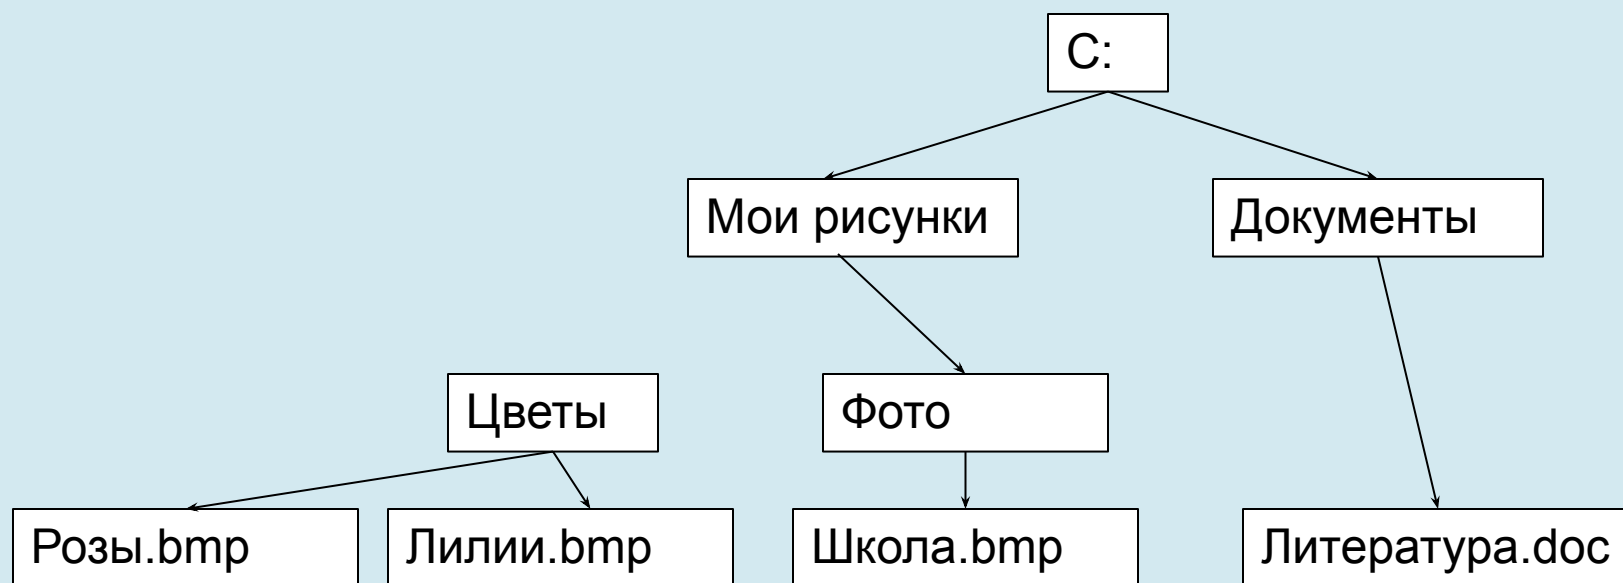 С:
Мои рисунки
Документы
Цветы
Фото
Розы.bmp
Лилии.bmp
Школа.bmp
Литература.doc